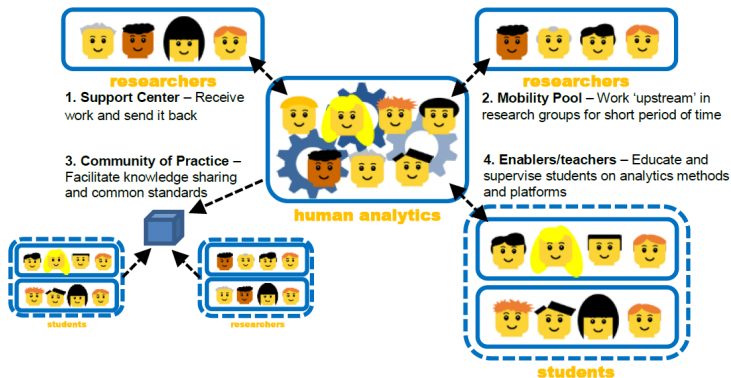 researchers
researchers
1. Support Center – Receive
work and send it back
2. Mobility Pool – Work ‘upstream’ in
research groups for short period of time
3. Community of Practice –
Facilitate knowledge sharing
and common standards
4. Enablers/teachers – Educate and
supervise students on analytics methods
and platforms
human analytics
students
researchers
students